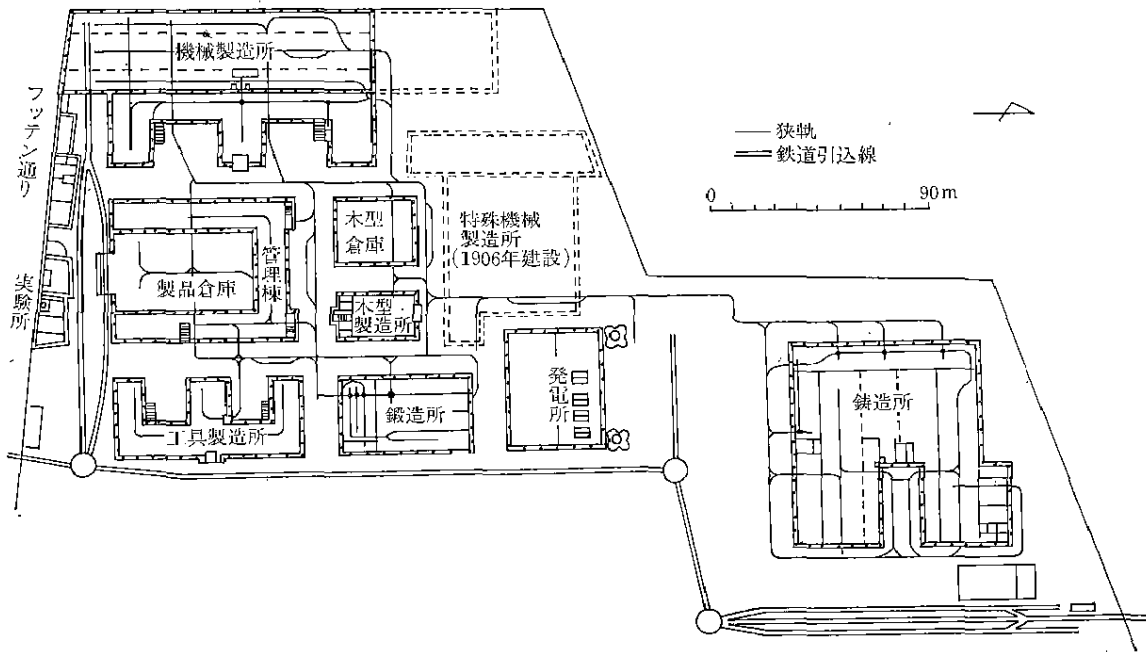 機械製造所
フッテン通り
実験所
木型
倉庫
管理棟
製品倉庫
木型
製造所
特殊機械
製造所
(1906年建設)
工具製造所
鍛造所
発電所
鋳造所
狭軌
鉄道引込線
0 90m